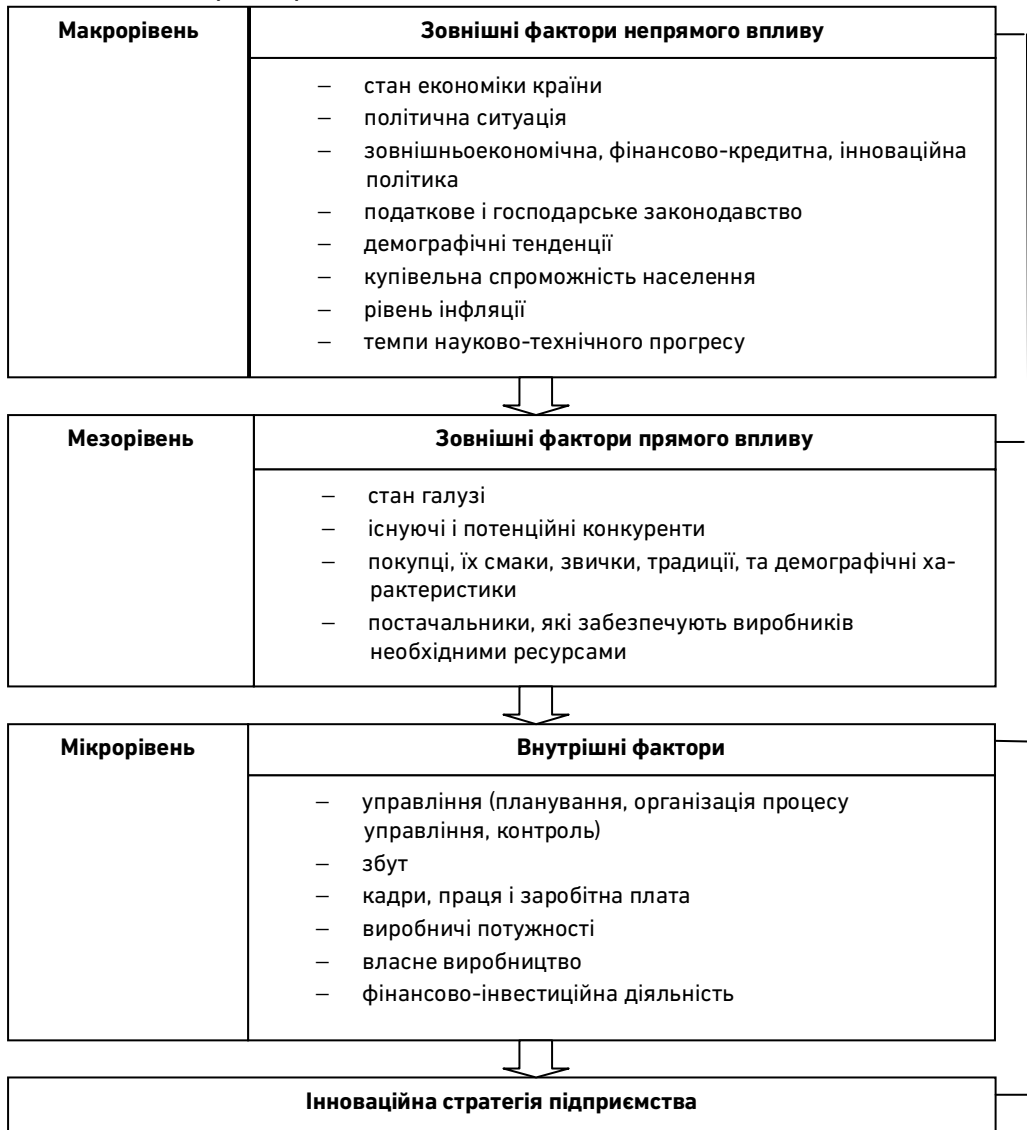 Макрорівень
Зовнішні фактори непрямого впливу
– стан економіки країни
– політична ситуація
– зовнішньоекономічна, фінансово-кредитна, інноваційна
політика
– податкове і господарське законодавство
– демографічні тенденції
– купівельна спроможність населення
– рівень інфляції
– темпи науково-технічного прогресу
Мезорівень
Зовнішні фактори прямого впливу
– стан галузі
– існуючі і потенційні конкуренти
– покупці, їх смаки, звички, традиції, та демографічні ха-
рактеристики
– постачальники, які забезпечують виробників
необхідними ресурсами
Мікрорівень
Внутрішні фактори
– управління (планування, організація процесу
управління, контроль)
– збут
– кадри, праця і заробітна плата
– виробничі потужності
– власне виробництво
– фінансово-інвестиційна діяльність
Інноваційна стратегія підприємства